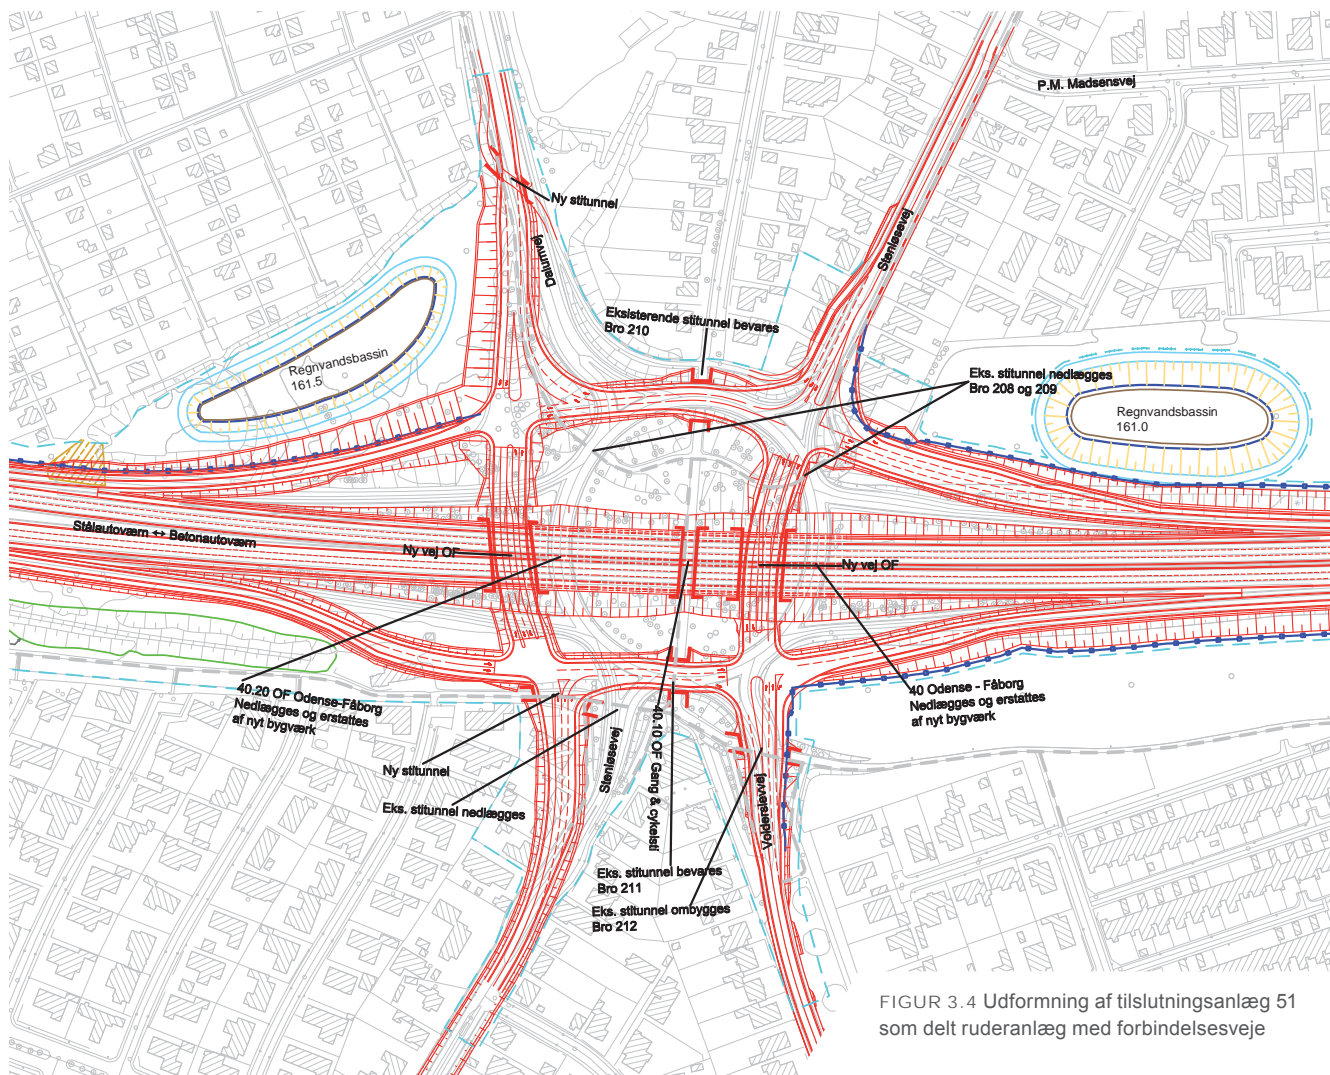 P.M. Madsensvej
Ny stitunnel
Dalumvej
Stenløsevej
Eksisterende stitunnel bevares
Bro 210
Regnvandsbassin
161.5
Eks. stitunnel nedlægges
Bro 208 og 209
Regnvandsbassin
161.0
Stålautoværn ↔ Betonautoværn
Ny vej OF
Ny vej OF
40.20 OF Odense-Fåborg
Nedlægges og erstattes
af nyt bygværk
40 Odense - Fåborg
Nedlægges og erstattes
af nyt bygværk
Stenløsevej
40.10 OF Gang & cykelsti
Ny stitunnel
Eks. stitunnel nedlægges
Volderslevvej
Eks. stitunnel bevares
Bro 211
Eks. stitunnel ombygges
Bro 212
FIGUR 3.4 Udformning af tilslutningsanlæg 51
som delt ruderanlæg med forbindelsesveje